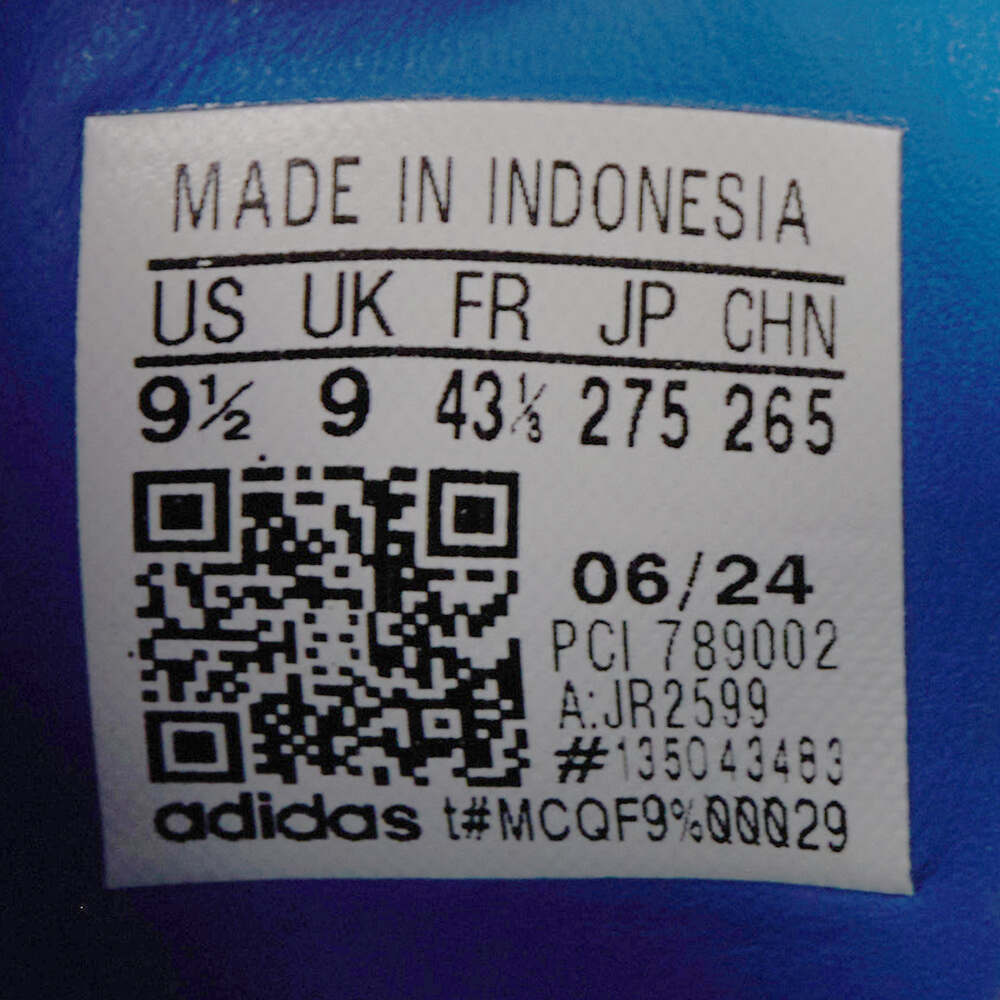 MADE IN INDONESIA
US UK FR JP CHN
9½ 9 43⅓ 275 265
06/24
PCI 789002
A:JR2599
#135043483
adidas t#MCQF9%00029